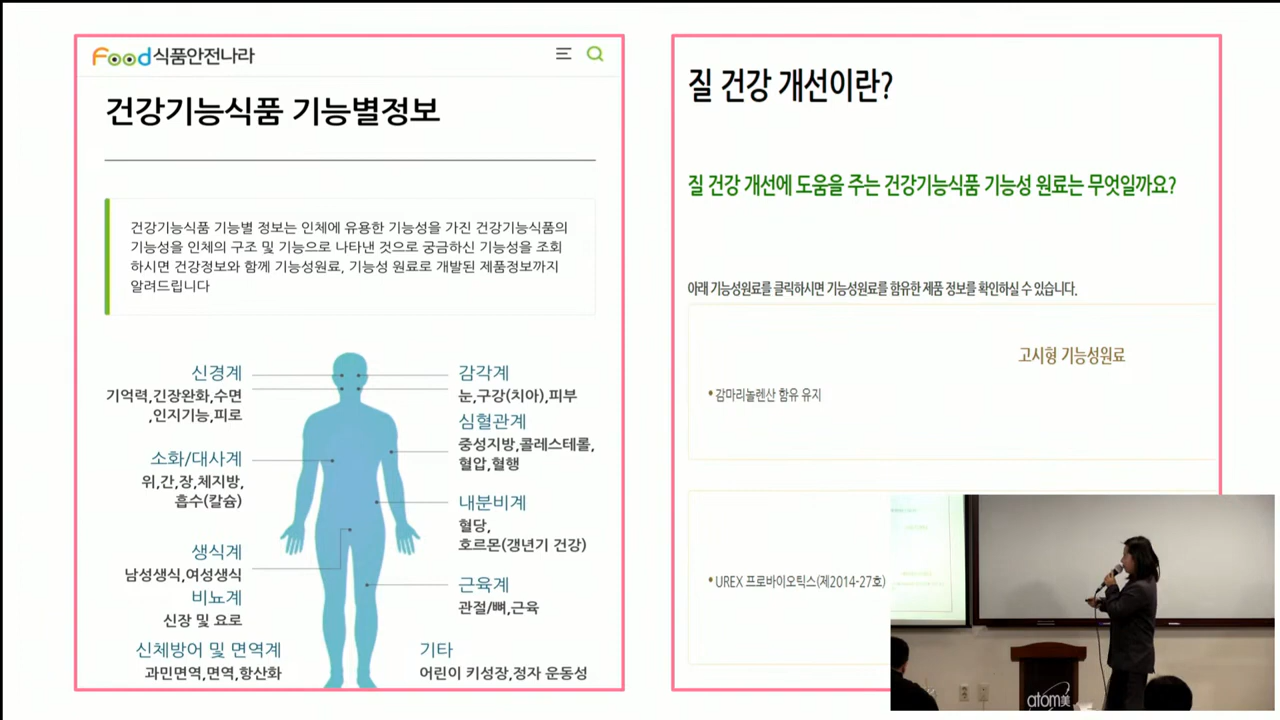 Food식품안전나라
건강기능식품 기능별정보
건강기능식품 기능별 정보는 인체에 유용한 기능성을 가진 건강기능식품의
기능성을 인체의 구조 및 기능으로 나타낸 것으로 궁금하신 기능성을 조회
하시면 건강정보와 함께 기능성원료, 기능성 원료로 개발된 제품정보까지
알려드립니다
신경계
기억력,긴장완화,수면
,인지기능,피로
소화/대사계
위,간,장,체지방,
흡수(칼슘)
생식계
남성생식,여성생식
비뇨계
신장 및 요로
신체방어 및 면역계
과민면역,면역,항산화
감각계
눈,구강(치아),피부
심혈관계
중성지방,콜레스테롤,
혈압,혈행
내분비계
혈당,
호르몬(갱년기 건강)
근육계
관절/뼈,근육
기타
어린이 키성장,정자 운동성
질 건강 개선이란?
질 건강 개선에 도움을 주는 건강기능식품 기능성 원료는 무엇일까요?
아래 기능성원료를 클릭하시면 기능성원료를 함유한 제품 정보를 확인하실 수 있습니다.
고시형 기능성원료
•감마리놀렌산 함유 유지
•UREX 프로바이오틱스(제2014-27호)
atom美